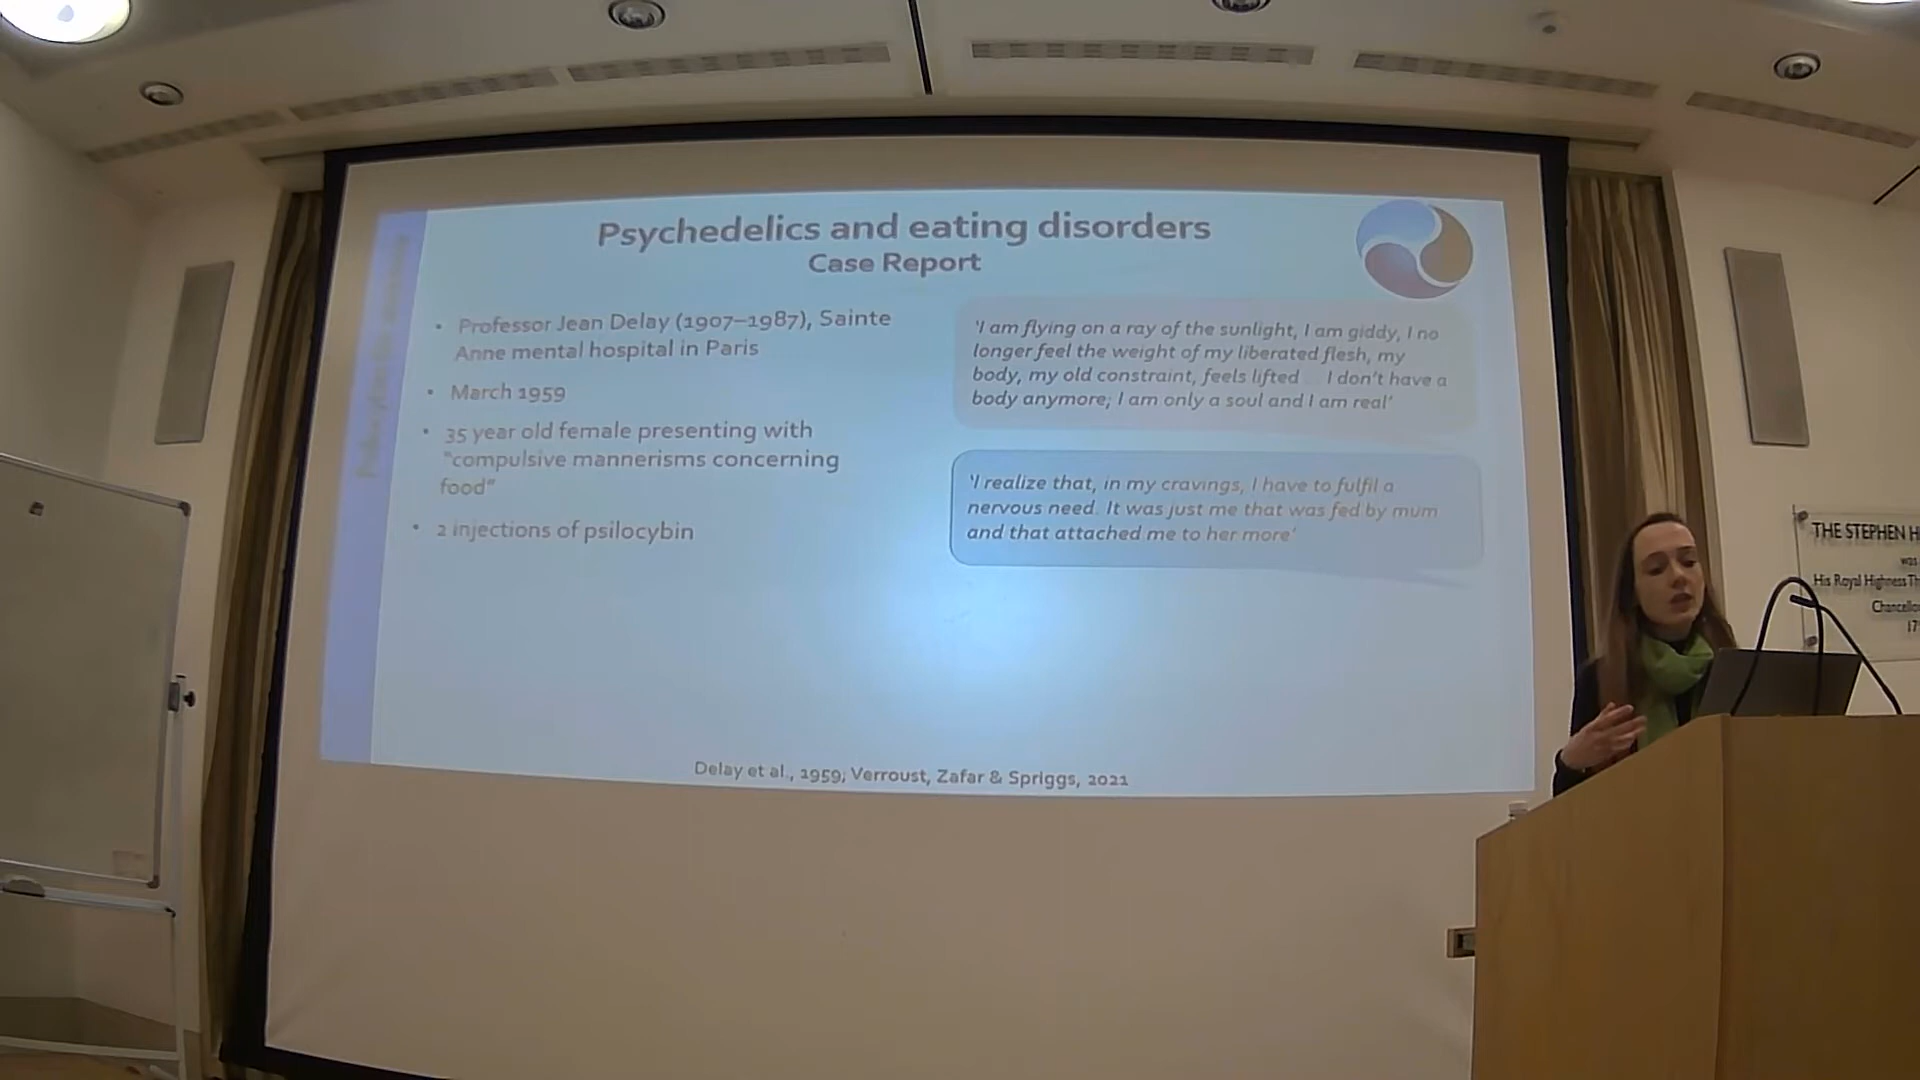 Psychedelics and eating disorders
Case Report
• Professor Jean Delay (1907–1987), Sainte
Anne mental hospital in Paris
• March 1959
• 35 year old female presenting with
"compulsive mannerisms concerning
food"
• 2 injections of psilocybin
'I am flying on a ray of the sunlight, I am giddy, I no
longer feel the weight of my liberated flesh, my
body, my old constraint, feels lifted ... I don't have a
body anymore; I am only a soul and I am real'
'I realize that, in my cravings, I have to fulfil a
nervous need. It was just me that was fed by mum
and that attached me to her more'
Delay et al., 1959; Verroust, Zafar & Spriggs, 2021
THE STEPHEN H
was
His Royal Highness Th
Chancello
17